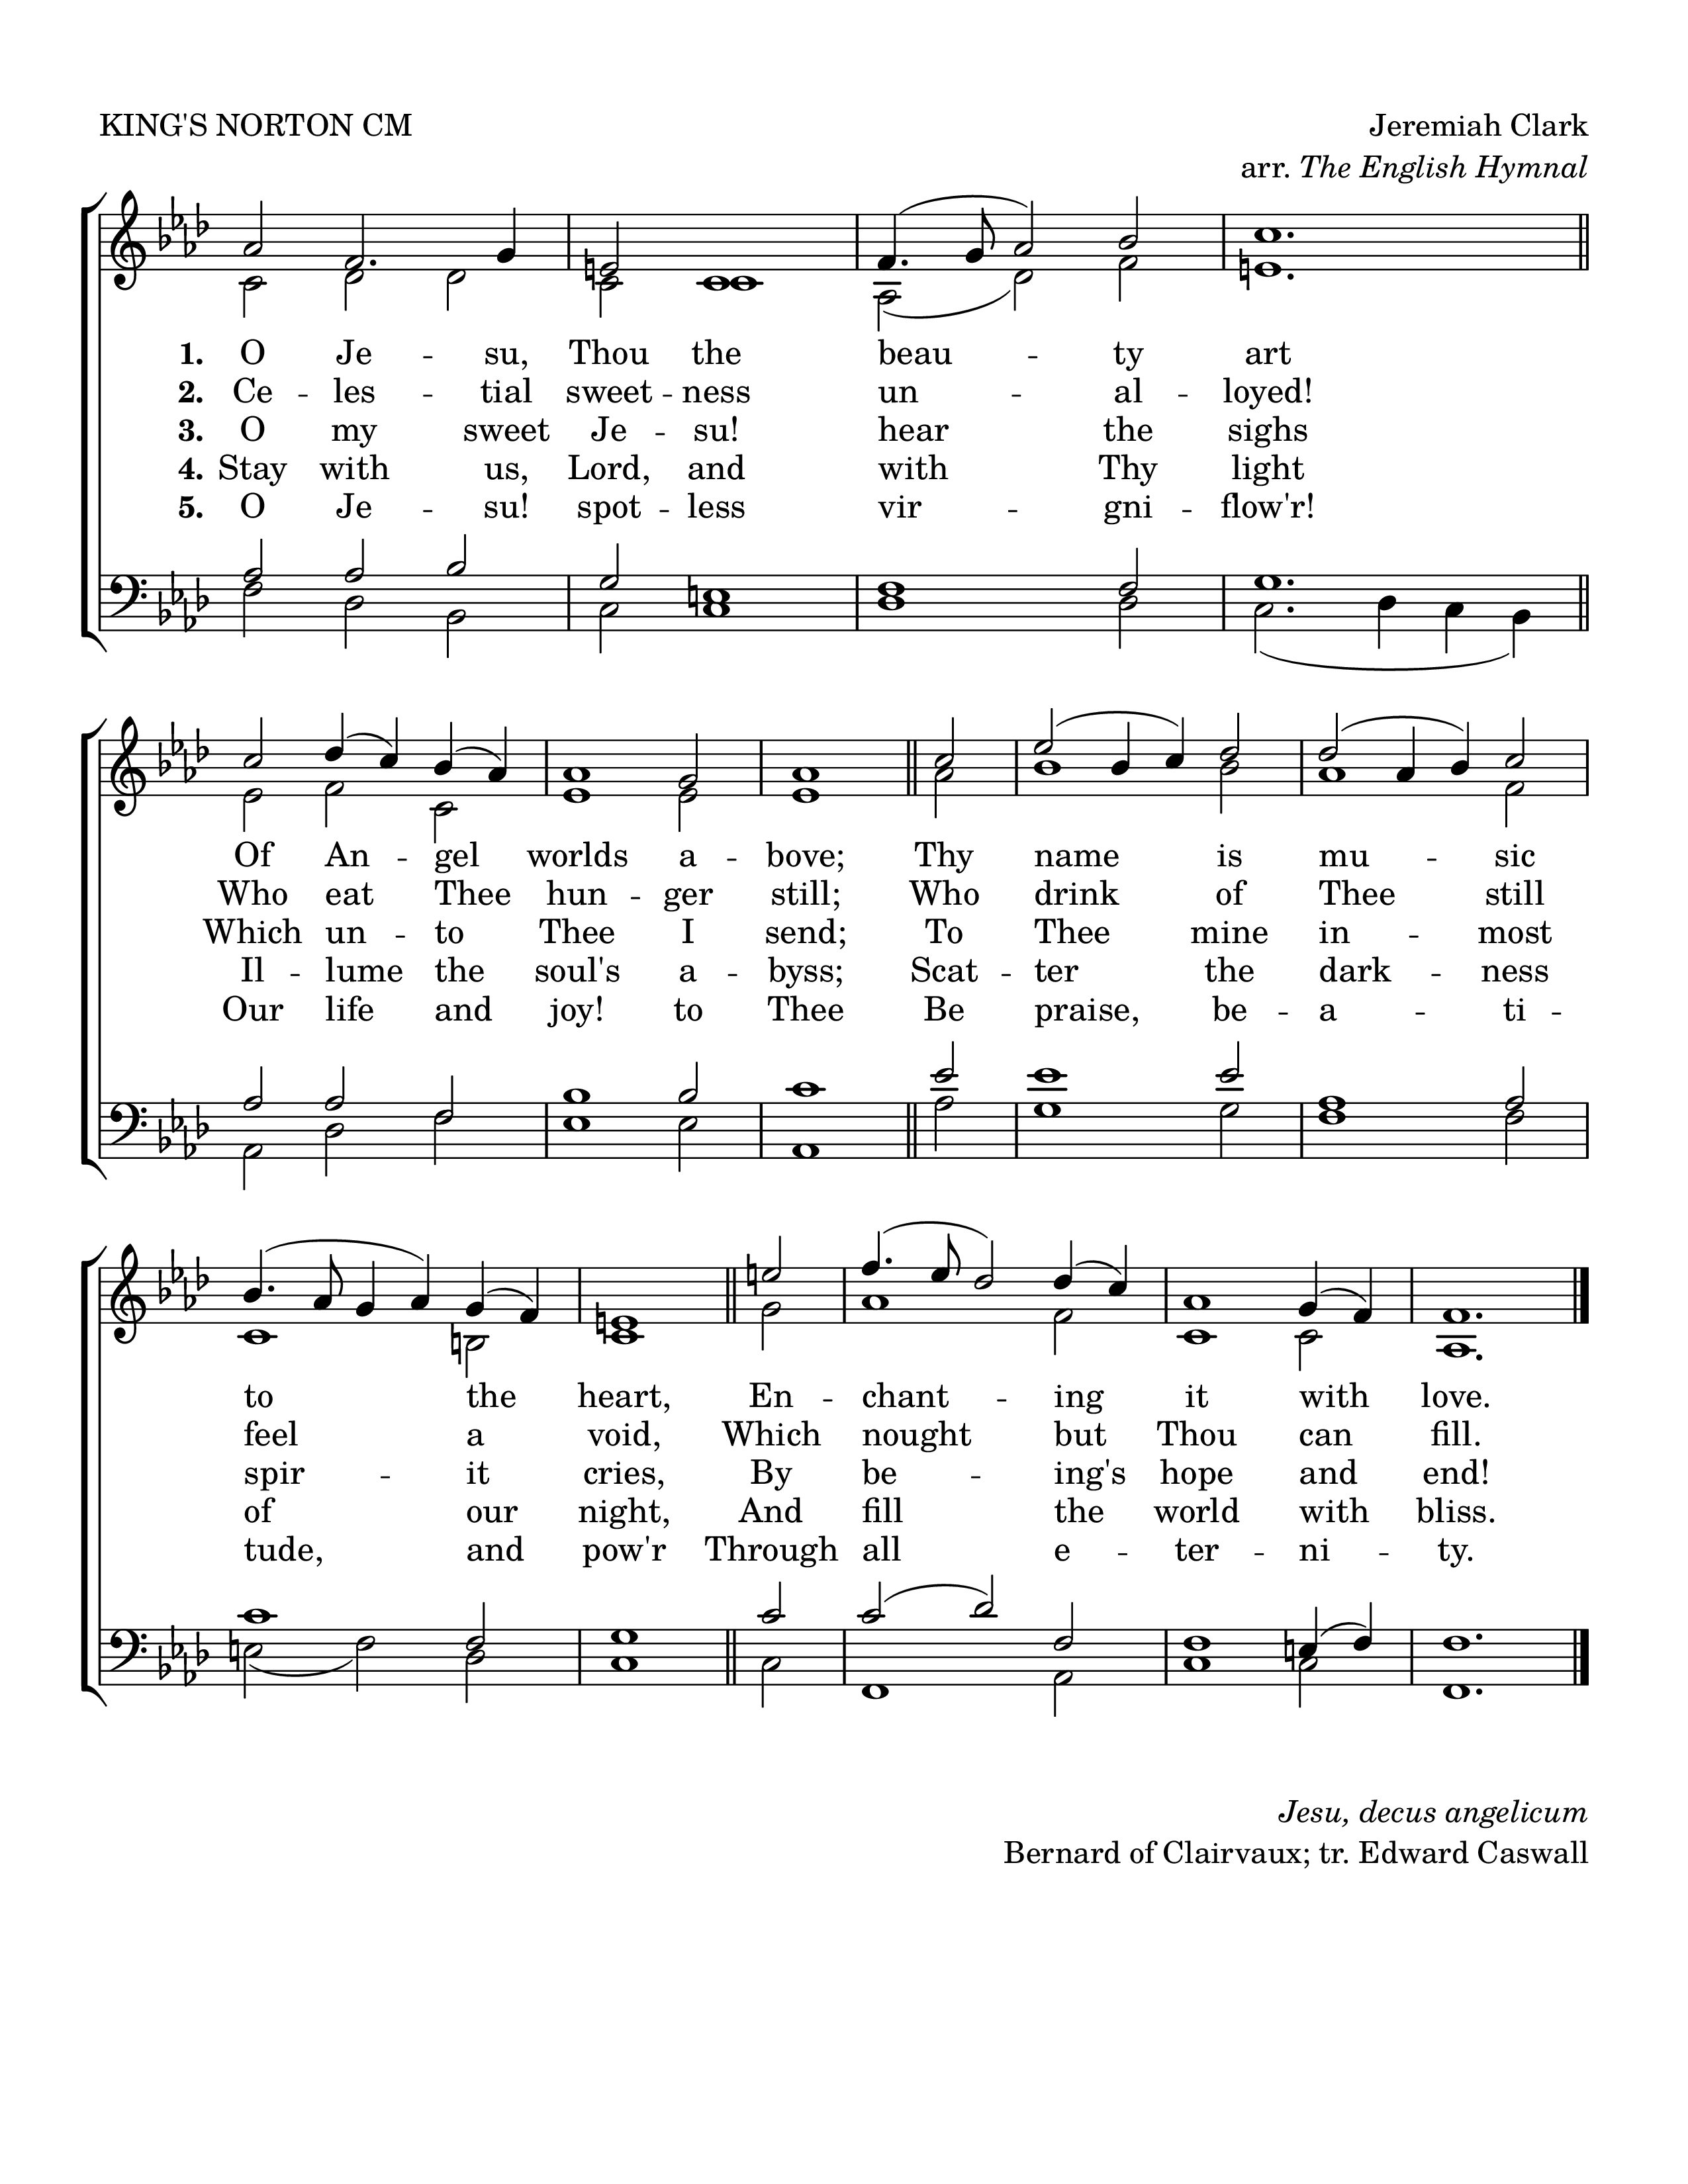 KING'S NORTON CM
Jeremiah Clark
arr. The English Hymnal
1. O Je - su, Thou the beau - ty art
2. Ce - les - tial sweet - ness un - al - loyed!
3. O my sweet Je - su! hear the sighs
4. Stay with us, Lord, and with Thy light
5. O Je - su! spot - less vir - gni - flow'r!
Of An - gel worlds a - bove; Thy name is mu - sic
Who eat Thee hun - ger still; Who drink of Thee still
Which un - to Thee I send; To Thee mine in - most
Il - lume the soul's a - byss; Scat - ter the dark - ness
Our life and joy! to Thee Be praise, be - a - ti -
to the heart, En - chant - ing it with love.
feel a void, Which nought but Thou can fill.
spir - it cries, By be - ing's hope and end!
of our night, And fill the world with bliss.
tude, and pow'r Through all e - ter - ni - ty.
Jesu, decus angelicum
Bernard of Clairvaux; tr. Edward Caswall